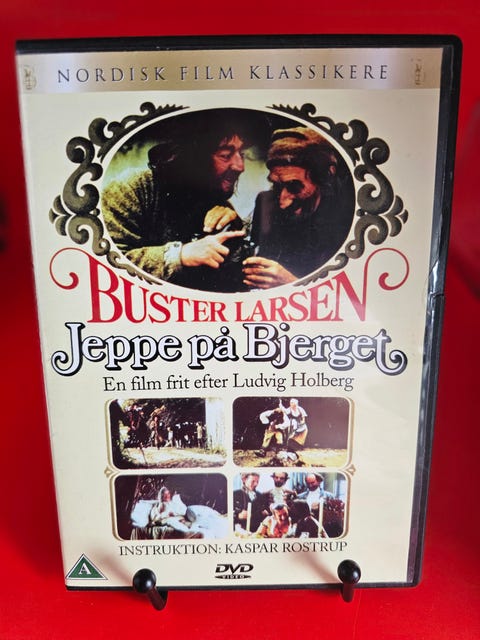 NORDISK FILM KLASSIKERE
BUSTER LARSEN
Jeppe på Bjerget
En film frit efter Ludvig Holberg
INSTRUKTION: KASPAR ROSTRUP
A
DVD
VIDEO